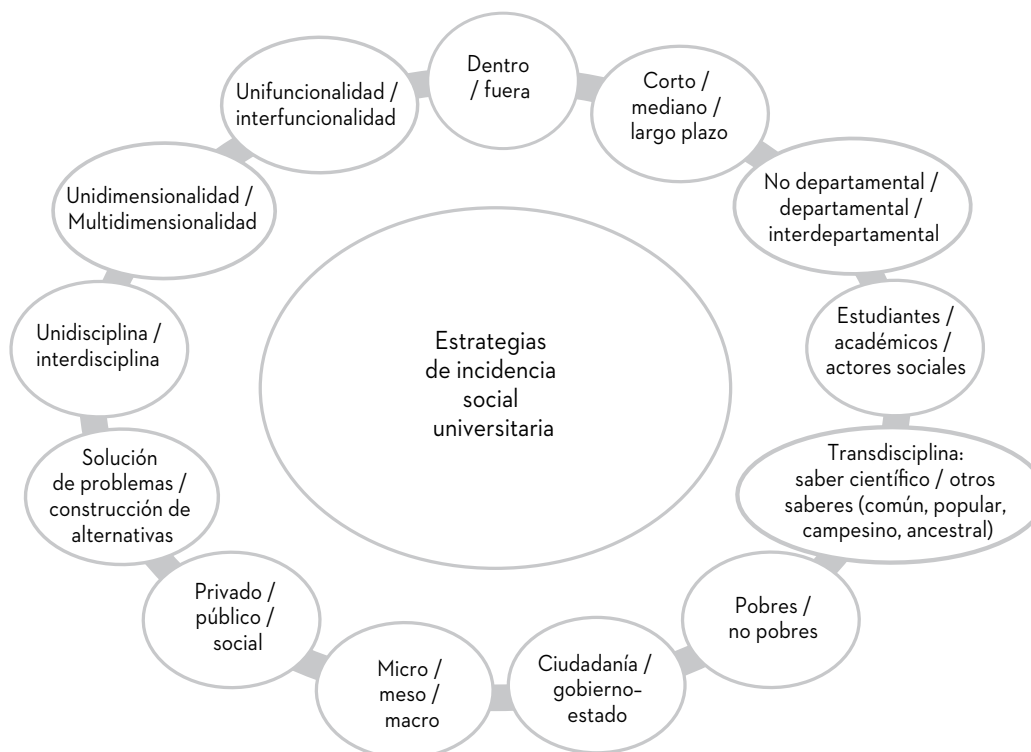 Dentro
/ fuera
Corto /
mediano /
largo plazo
No departamental /
departamental /
interdepartamental
Estudiantes /
académicos /
actores sociales
Transdisciplina:
saber científico / otros
saberes (común, popular,
campesino, ancestral)
Pobres /
no pobres
Ciudadanía /
gobierno–
estado
Micro /
meso /
macro
Privado /
público /
social
Solución
de problemas /
construcción de
alternativas
Unidisciplina /
interdisciplina
Unidimensionalidad /
Multidimensionalidad
Unifuncionalidad /
interfuncionalidad
Estrategias
de incidencia
social
universitaria